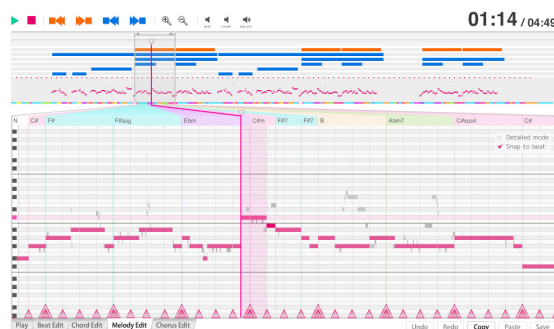 01:14 / 04:49
N C# F# F#aug Ebm C#m F#7 F#7 B Abm7 C#sus4 C#
Detailed mode
Snap to beat
Play Beat Edit Chord Edit Melody Edit Chorus Edit Undo Redo Copy Paste Save